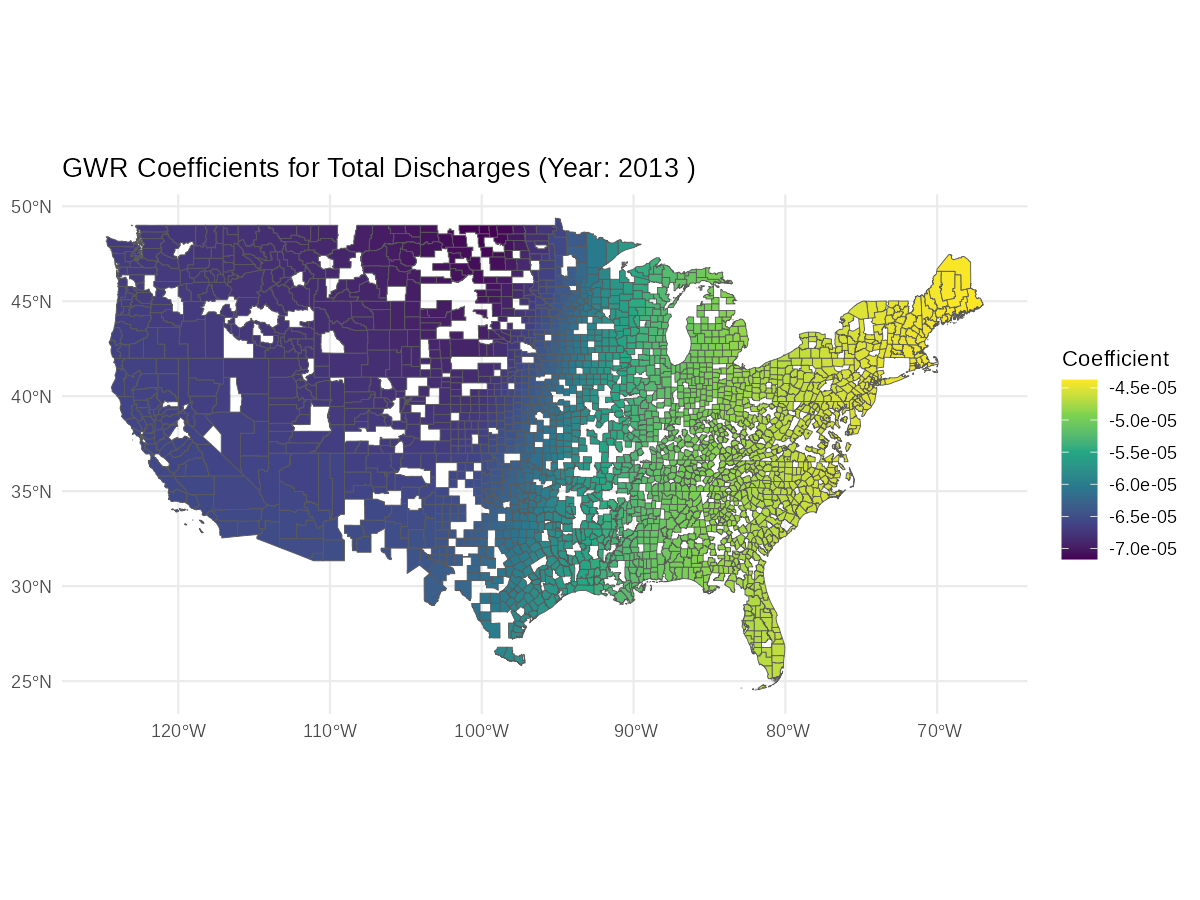 GWR Coefficients for Total Discharges (Year: 2013 )
50°N
45°N
40°N
35°N
30°N
25°N
120°W 110°W 100°W 90°W 80°W 70°W
Coefficient
-4.5e-05
-5.0e-05
-5.5e-05
-6.0e-05
-6.5e-05
-7.0e-05